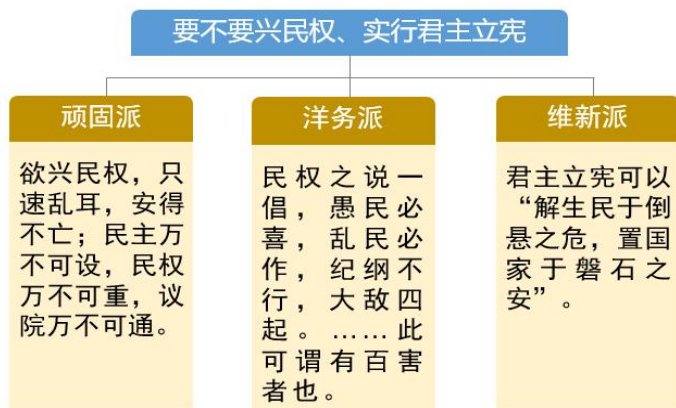 要不要兴民权、实行君主立宪
顽固派
欲兴民权，只
速乱耳，安得
不亡；民主万
不可设，民权
万不可重，议
院万不可通。
洋务派
民权之说一
倡，愚民必
喜，乱民必
作，纪纲不
行，大敌四
起。……此
可谓有百害
者也。
维新派
君主立宪可以
“解生民于倒
悬之危，置国
家于磐石之
安”。